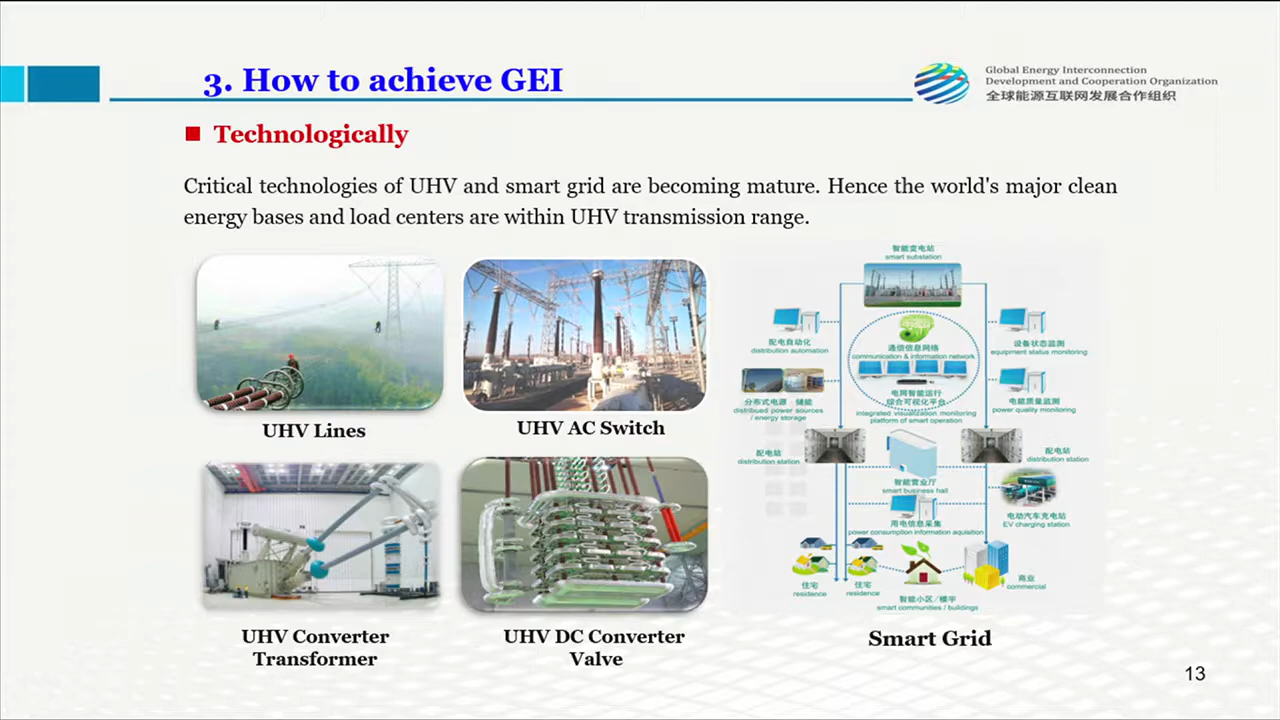 3. How to achieve GEI
Global Energy Interconnection
Development and Cooperation Organization
全球能源互联网发展合作组织
Technologically
Critical technologies of UHV and smart grid are becoming mature. Hence the world's major clean
energy bases and load centers are within UHV transmission range.
UHV Lines
UHV AC Switch
UHV Converter
Transformer
UHV DC Converter
Valve
智能变电站
smart substation
配电自动化
distribution automation
通信信息网络
communication & information network
设备状态监测
equipment status monitoring
分布式电源 储能
distribued power sources
/ energy storage
电网智能运行
综合可视化平台
integrated visualization monitoring
platform of smart operation
电能质量监测
power quality monitoring
配电站
distribution station
配电站
distribution station
智能营业厅
smart business hall
用电信息采集
power consumption information aquisition
电动汽车充电站
EV charging station
住宅
residence
住宅
residence
智能小区/楼宇
smart communities / buildings
商业
commercial
Smart Grid
13